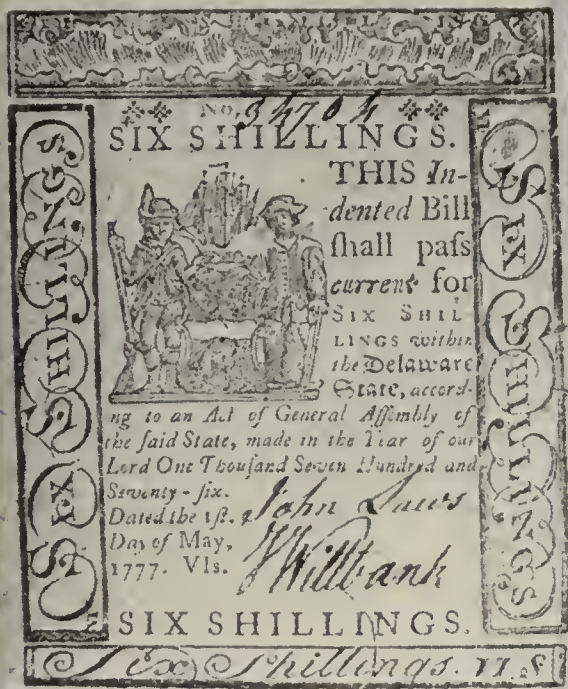 No. 34704
SIX SHILLINGS.
THIS In-
dented Bill
ſhall paſs
current for
SIX SHIL
LINGS within
the Delaware
State, accord-
ng to an Act of General Aſſembly of
the ſaid State, made in the Year of our
Lord One Thouſand Seven Hundred and
Seventy-ſix.
Dated the 1ſt.
Day of May,
1777. VIs.
John Laws
J Wiltbank
SIX SHILLINGS.
SIX SHILLINGS
SIX SHILLINGS
Six Shillings.